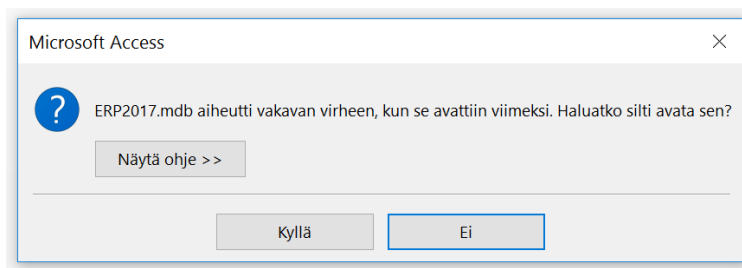 Microsoft Access
ERP2017.mdb aiheutti vakavan virheen, kun se avattiin viimeksi. Haluatko silti avata sen?
Näytä ohje >>
Kyllä
Ei